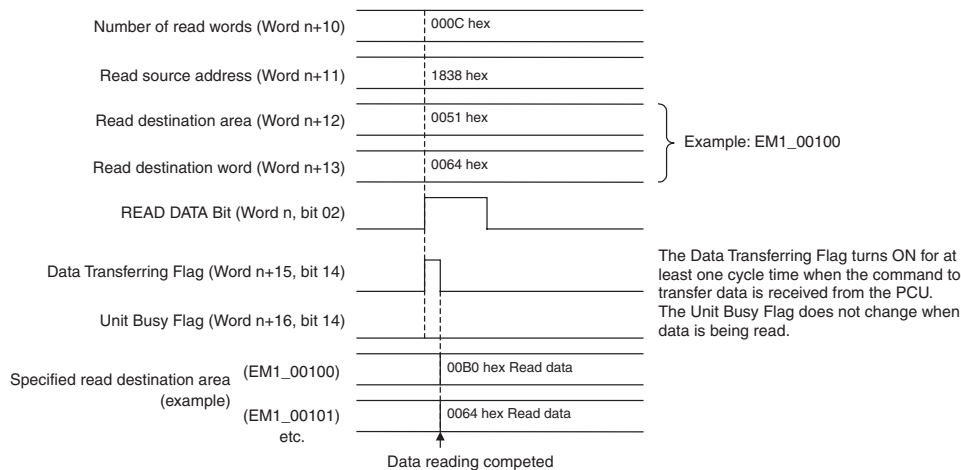 Number of read words (Word n+10)
000C hex
Read source address (Word n+11)
1838 hex
Read destination area (Word n+12)
0051 hex
Example: EM1_00100
Read destination word (Word n+13)
0064 hex
READ DATA Bit (Word n, bit 02)
Data Transferring Flag (Word n+15, bit 14)
Unit Busy Flag (Word n+16, bit 14)
The Data Transferring Flag turns ON for at
least one cycle time when the command to
transfer data is received from the PCU.
The Unit Busy Flag does not change when
data is being read.
Specified read destination area
(example)
(EM1_00100)
00B0 hex Read data
(EM1_00101)
0064 hex Read data
etc.
Data reading competed